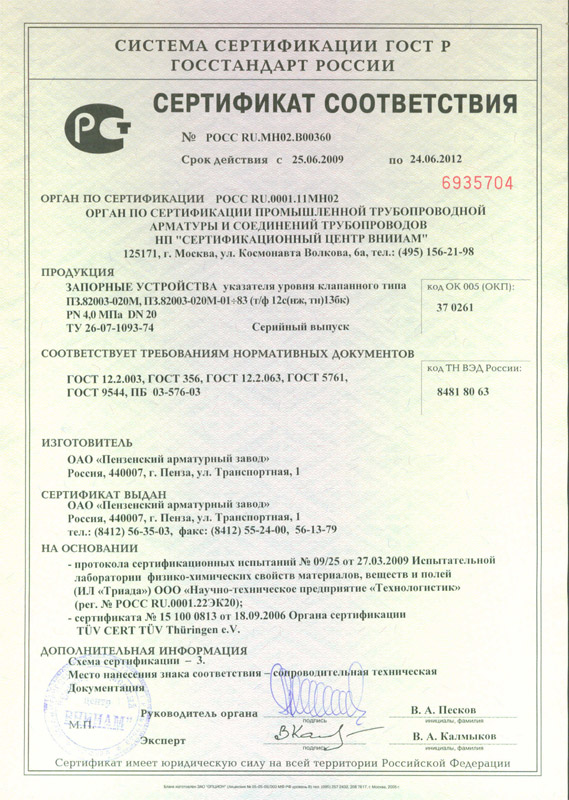 СИСТЕМА СЕРТИФИКАЦИИ ГОСТ Р
ГОССТАНДАРТ РОССИИ
РСТ
СЕРТИФИКАТ СООТВЕТСТВИЯ
№ РОСС RU.МН02.В00360
Срок действия с 25.06.2009 по 24.06.2012
6935704
ОРГАН ПО СЕРТИФИКАЦИИ РОСС RU.0001.11МН02
ОРГАН ПО СЕРТИФИКАЦИИ ПРОМЫШЛЕННОЙ ТРУБОПРОВОДНОЙ
АРМАТУРЫ И СОЕДИНЕНИЙ ТРУБОПРОВОДОВ
НП "СЕРТИФИКАЦИОННЫЙ ЦЕНТР ВНИИАМ"
125171, г. Москва, ул. Космонавта Волкова, 6а, тел.: (495) 156-21-98
ПРОДУКЦИЯ
ЗАПОРНЫЕ УСТРОЙСТВА указателя уровня клапанного типа
ПЗ.82003-020М, ПЗ.82003-020М-01÷83 (т/ф 12с(нж, тн)13бк)
PN 4,0 МПа DN 20
ТУ 26-07-1093-74 Серийный выпуск
код ОК 005 (ОКП):
37 0261
СООТВЕТСТВУЕТ ТРЕБОВАНИЯМ НОРМАТИВНЫХ ДОКУМЕНТОВ
ГОСТ 12.2.003, ГОСТ 356, ГОСТ 12.2.063, ГОСТ 5761,
ГОСТ 9544, ПБ 03-576-03
код ТН ВЭД России:
8481 80 63
ИЗГОТОВИТЕЛЬ
ОАО «Пензенский арматурный завод»
Россия, 440007, г. Пенза, ул. Транспортная, 1
СЕРТИФИКАТ ВЫДАН
ОАО «Пензенский арматурный завод»
Россия, 440007, г. Пенза, ул. Транспортная, 1
тел.: (8412) 56-35-03, факс: (8412) 55-24-00, 56-13-79
НА ОСНОВАНИИ
- протокола сертификационных испытаний № 09/25 от 27.03.2009 Испытательной
лаборатории физико-химических свойств материалов, веществ и полей
(ИЛ «Триада») ООО «Научно-техническое предприятие «Технологистик»
(рег. № РОСС RU.0001.22ЭК20);
- сертификата № 15 100 0813 от 18.09.2006 Органа сертификации
TÜV CERT TÜV Thüringen e.V.
ДОПОЛНИТЕЛЬНАЯ ИНФОРМАЦИЯ
Схема сертификации – 3.
Место нанесения знака соответствия – сопроводительная техническая
Документация
Руководитель органа
подпись
В. А. Песков
инициалы, фамилия
М.П.
ВНИИАМ"
Эксперт
подпись
В. А. Калмыков
инициалы, фамилия
Сертификат имеет юридическую силу на всей территории Российской Федерации